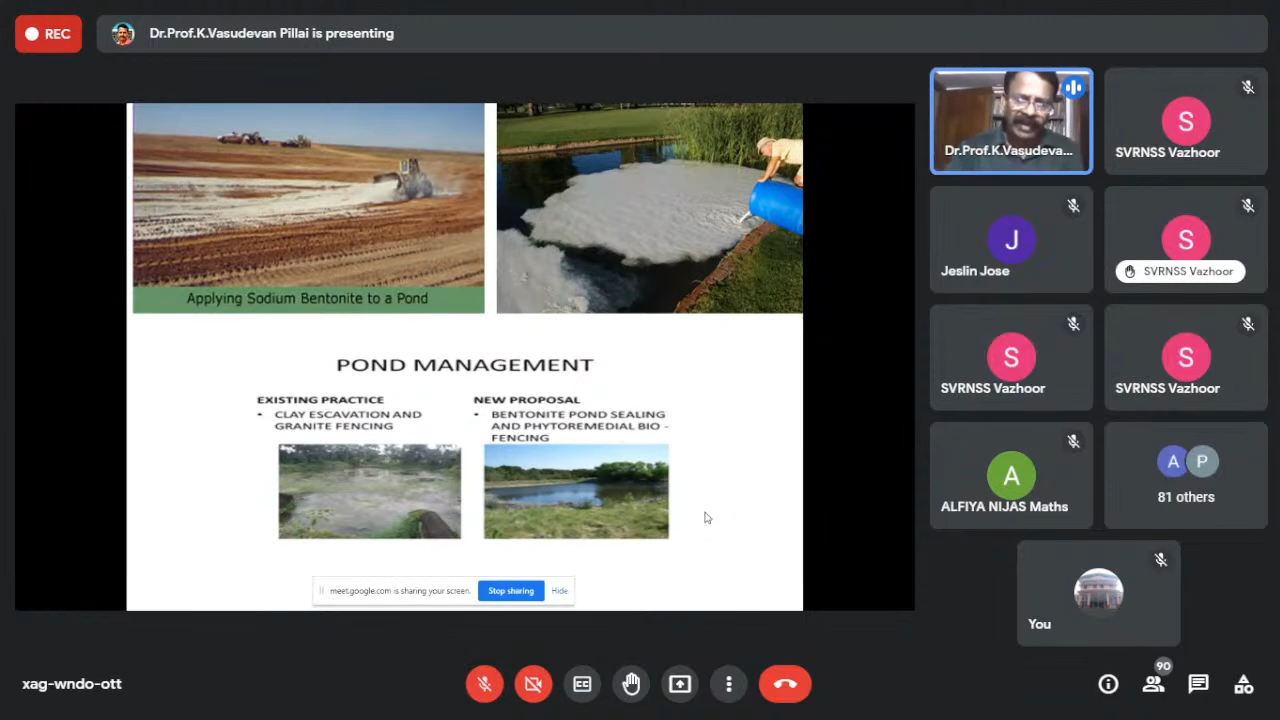 REC
Dr.Prof.K.Vasudevan Pillai is presenting
Applying Sodium Bentonite to a Pond
POND MANAGEMENT
EXISTING PRACTICE
• CLAY ESCAVATION AND
GRANITE FENCING
NEW PROPOSAL
• BENTONITE POND SEALING
AND PHYTOREMEDIAL BIO -
FENCING
meet.google.com is sharing your screen.
Stop sharing
Hide
Dr.Prof.K.Vasudeva...
S
SVRNSS Vazhoor
J
Jeslin Jose
S
SVRNSS Vazhoor
S
SVRNSS Vazhoor
S
SVRNSS Vazhoor
A
ALFIYA NIJAS Maths
A P
81 others
You
xag-wndo-ott
CC
90